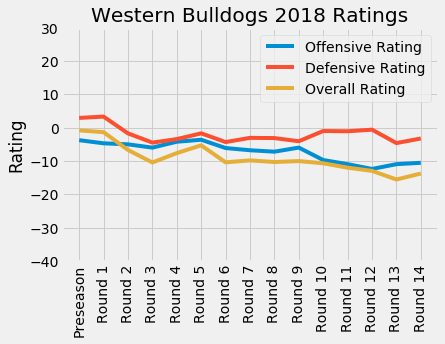 Western Bulldogs 2018 Ratings
30
20
10
0
−10
−20
−30
−40
Rating
Offensive Rating
Defensive Rating
Overall Rating
Preseason
Round 1
Round 2
Round 3
Round 4
Round 5
Round 6
Round 7
Round 8
Round 9
Round 10
Round 11
Round 12
Round 13
Round 14